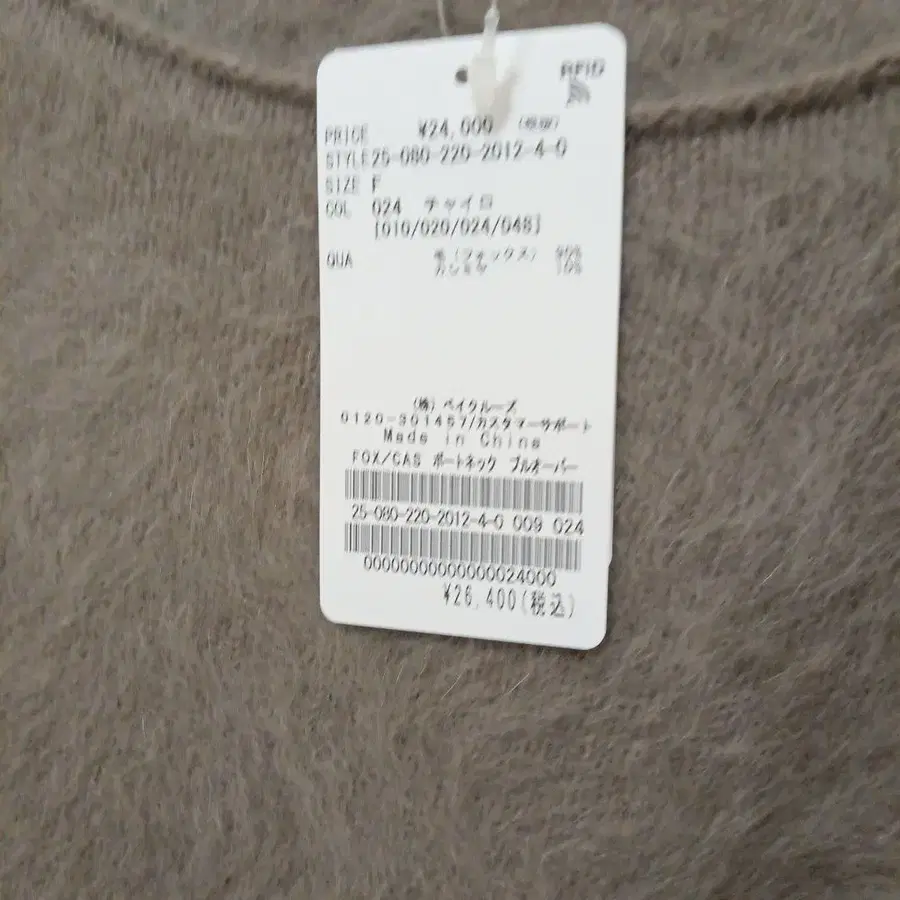 RFID
PRICE ¥24,000 (税抜)
STYLE 25-080-220-2012-4-0
SIZE F
COL 024 チャイロ
[010/020/024/048]
QUA 毛(フォックス) 90%
カシミヤ 10%
(株)ベイクルーズ
0120-301457/カスタマーサポート
Made in China
FOX/CAS ボートネック プルオーバー
25-080-220-2012-4-0 009 024
00000000000000024000
¥26,400(税込)